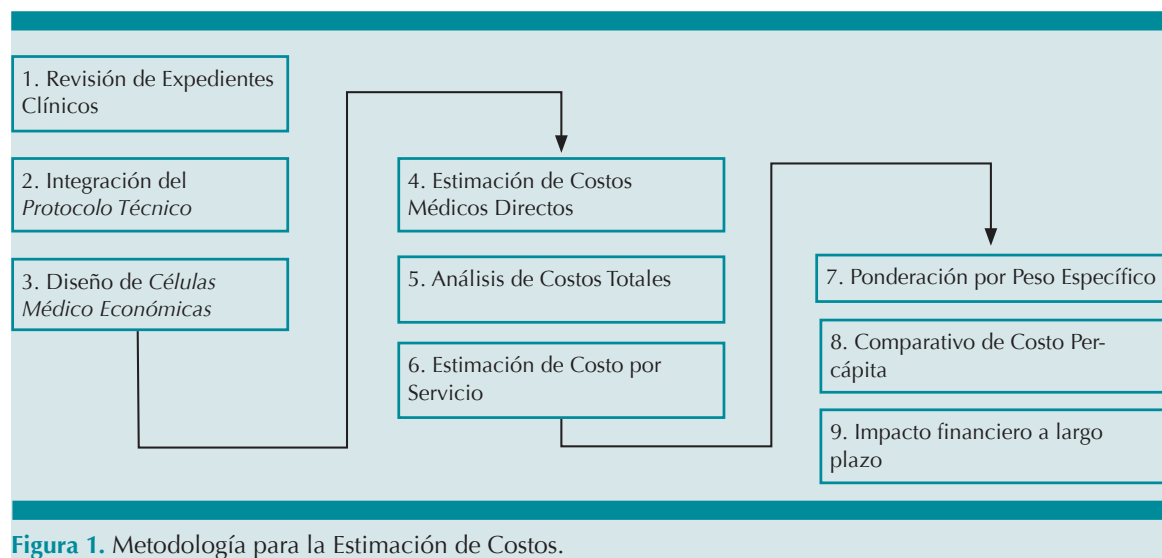 1. Revisión de Expedientes
Clínicos
2. Integración del
Protocolo Técnico
3. Diseño de Células
Médico Económicas
4. Estimación de Costos
Médicos Directos
5. Análisis de Costos Totales
6. Estimación de Costo por
Servicio
7. Ponderación por Peso Específico
8. Comparativo de Costo Per-
cápita
9. Impacto financiero a largo
plazo
Figura 1. Metodología para la Estimación de Costos.